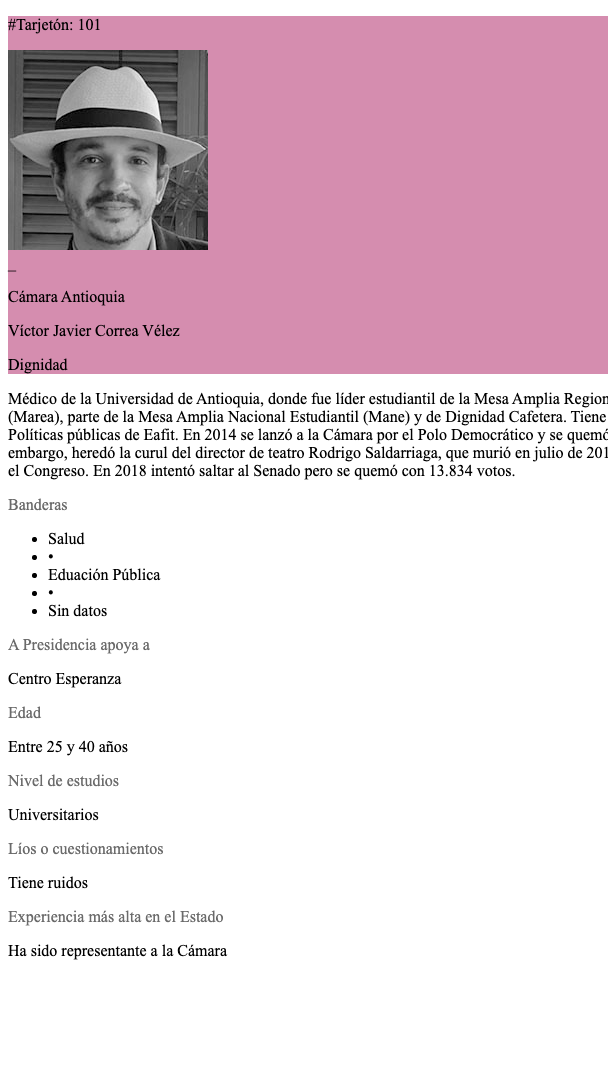 #Tarjetón: 101
_
Cámara Antioquia
Víctor Javier Correa Vélez
Dignidad
Médico de la Universidad de Antioquia, donde fue líder estudiantil de la Mesa Amplia Region
(Marea), parte de la Mesa Amplia Nacional Estudiantil (Mane) y de Dignidad Cafetera. Tiene
Políticas públicas de Eafit. En 2014 se lanzó a la Cámara por el Polo Democrático y se quemó
embargo, heredó la curul del director de teatro Rodrigo Saldarriaga, que murió en julio de 201
el Congreso. En 2018 intentó saltar al Senado pero se quemó con 13.834 votos.
Banderas
• Salud
• •
• Eduación Pública
• •
• Sin datos
A Presidencia apoya a
Centro Esperanza
Edad
Entre 25 y 40 años
Nivel de estudios
Universitarios
Líos o cuestionamientos
Tiene ruidos
Experiencia más alta en el Estado
Ha sido representante a la Cámara